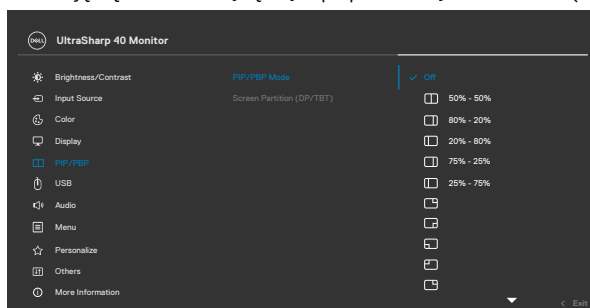 DELL UltraSharp 40 Monitor
Brightness/Contrast PIP/PBP Mode Off
Input Source Screen Partition (DP/TBT) 50% - 50%
Color 80% - 20%
Display 20% - 80%
PIP/PBP 75% - 25%
USB 25% - 75%
Audio
Menu
Personalize
Others
More Information
Exit